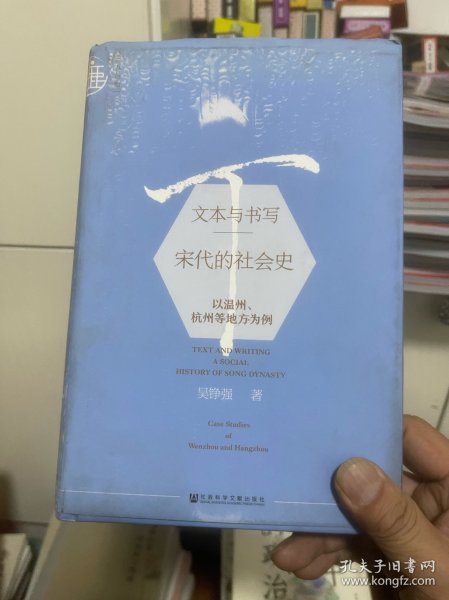 文本与书写
宋代的社会史
以温州、
杭州等地方为例
TEXT AND WRITING
A SOCIAL
HISTORY OF SONG DYNASTY
吴铮强 著
Case Studies
of
Wenzhou and Hangzhou
社会科学文献出版社
治
孔夫子旧书网
www.kongfz.com